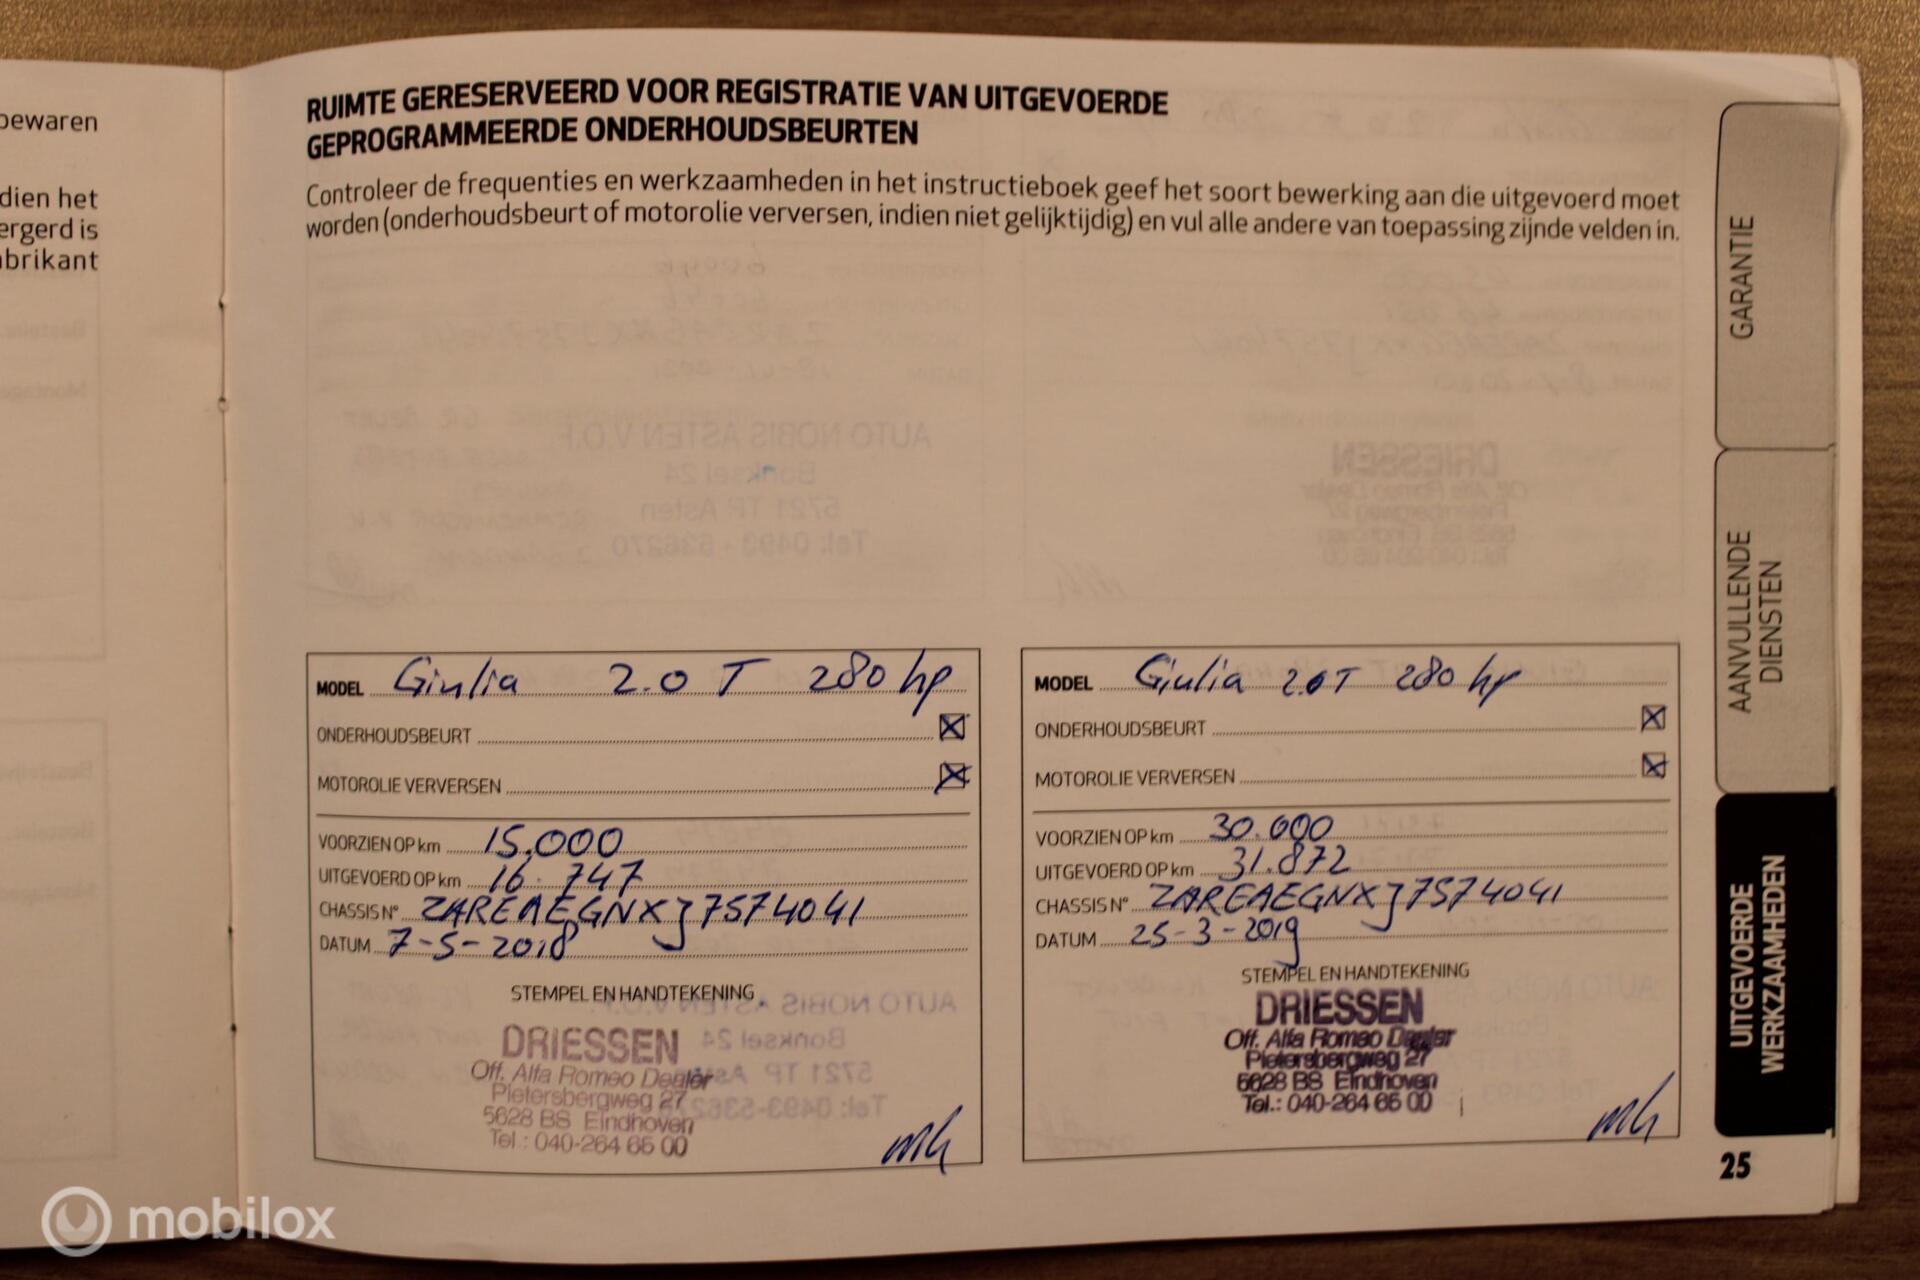 bewaren
dien het
ergerd is
abrikant
RUIMTE GERESERVEERD VOOR REGISTRATIE VAN UITGEVOERDE
GEPROGRAMMEERDE ONDERHOUDSBEURTEN
Controleer de frequenties en werkzaamheden in het instructieboek geef het soort bewerking aan die uitgevoerd moet
worden (onderhoudsbeurt of motorolie verversen, indien niet gelijktijdig) en vul alle andere van toepassing zijnde velden in.
MODEL Giulia 2.0 T 280 hp
ONDERHOUDSBEURT
MOTOROLIE VERVERSEN
VOORZIEN OP km 15.000
UITGEVOERD OP km 16.747
CHASSIS N° ZAREAEGNXJ7574041
DATUM 7-5-2018
STEMPEL EN HANDTEKENING
DRIESSEN
Off. Alfa Romeo Dealer
Pietersbergweg 27
5628 BS Eindhoven
Tel.: 040-264 65 00
MODEL Giulia 2.0T 280 hp
ONDERHOUDSBEURT
MOTOROLIE VERVERSEN
VOORZIEN OP km 30.000
UITGEVOERD OP km 31.872
CHASSIS N° ZAREAEGNXJ7574041
DATUM 25-3-2019
STEMPEL EN HANDTEKENING
DRIESSEN
Off. Alfa Romeo Dealer
Pietersbergweg 27
5628 BS Eindhoven
Tel.: 040-264 65 00
GARANTIE
AANVULLENDE
DIENSTEN
UITGEVOERDE
WERKZAAMHEDEN
25
mobilox